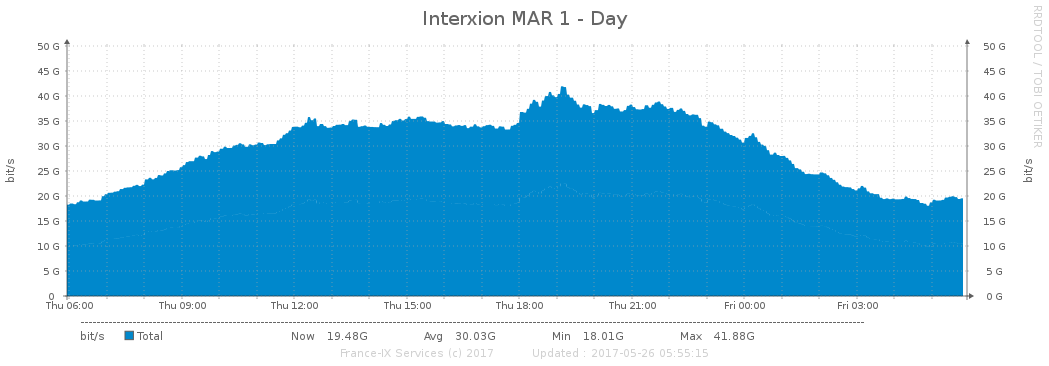 Interxion MAR 1 - Day
RRDTOOL / TOBI OETIKER
50 G 50 G
45 G 45 G
40 G 40 G
35 G 35 G
30 G 30 G
25 G 25 G
20 G 20 G
15 G 15 G
10 G 10 G
5 G 5 G
0 0 G
bit/s bit/s
Thu 06:00 Thu 09:00 Thu 12:00 Thu 15:00 Thu 18:00 Thu 21:00 Fri 00:00 Fri 03:00
bit/s Total Now 19.48G Avg 30.03G Min 18.01G Max 41.88G
France-IX Services (c) 2017 Updated : 2017-05-26 05:55:15